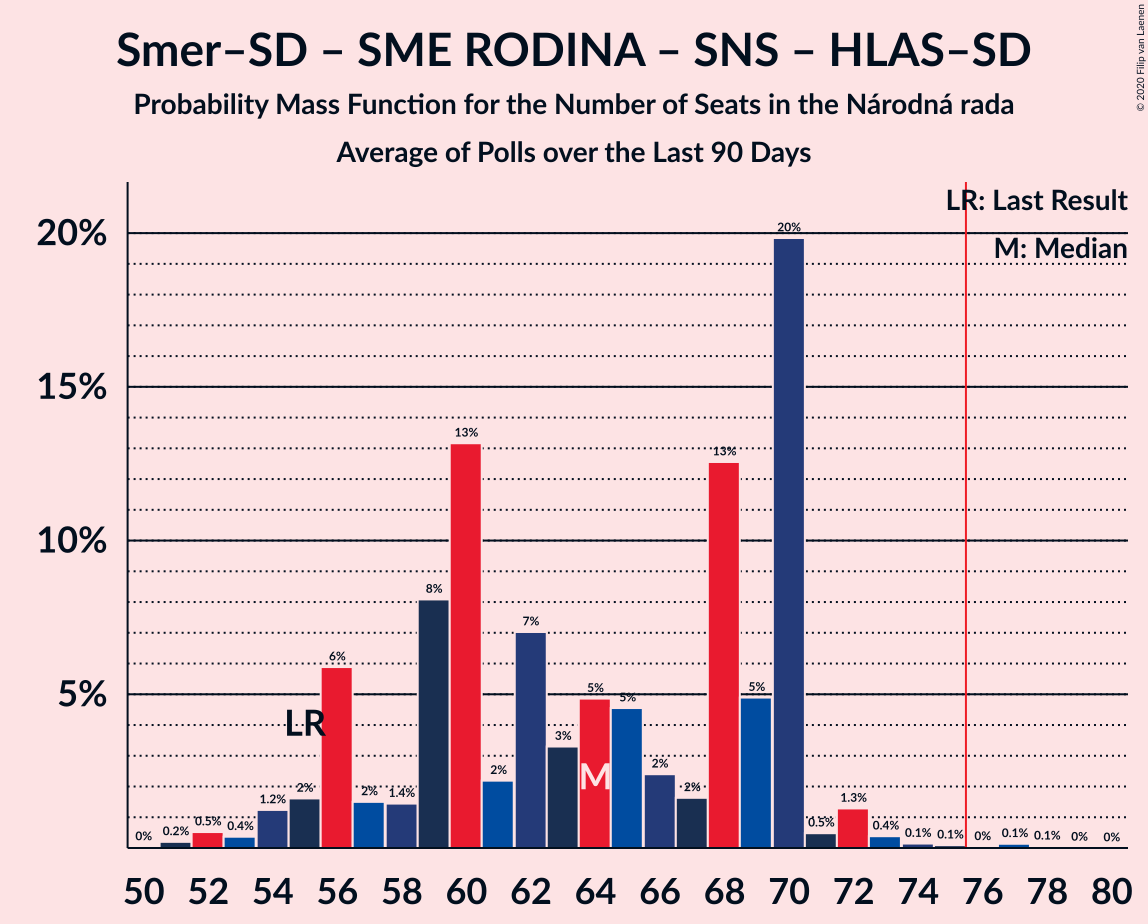 Smer–SD – SME RODINA – SNS – HLAS–SD
Probability Mass Function for the Number of Seats in the Národná rada
Average of Polls over the Last 90 Days
© 2020 Filip van Laenen
LR: Last Result
M: Median
20%
15%
10%
5%
0% 0.2% 0.5% 0.4% 1.2% 2% 6% 2% 1.4% 8% 13% 2% 7% 3% 5% 5% 2% 2% 13% 5% 20% 0.5% 1.3% 0.4% 0.1% 0.1% 0% 0.1% 0.1% 0% 0%
LR
M
50 52 54 56 58 60 62 64 66 68 70 72 74 76 78 80